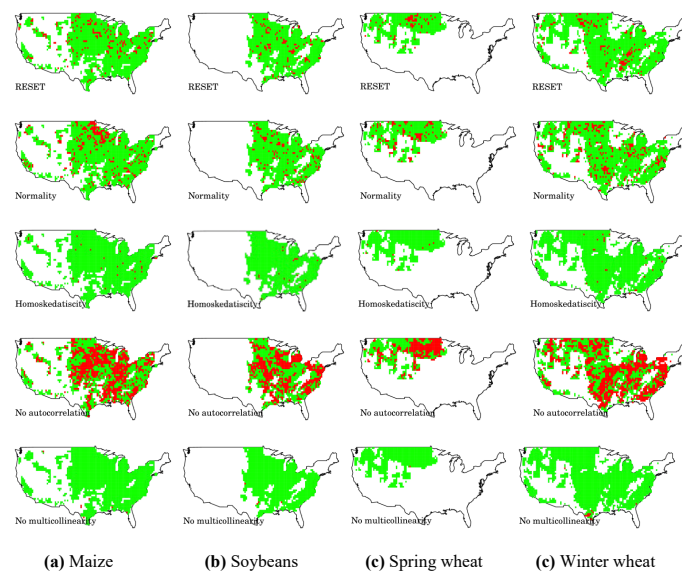 RESET RESET RESET RESET
Normality Normality Normality Normality
Homoskedatiscity Homoskedatiscity Homoskedatiscity Homoskedatiscity
No autocorrelation No autocorrelation No autocorrelation No autocorrelation
No multicollinearity No multicollinearity No multicollinearity No multicollinearity
(a) Maize (b) Soybeans (c) Spring wheat (c) Winter wheat